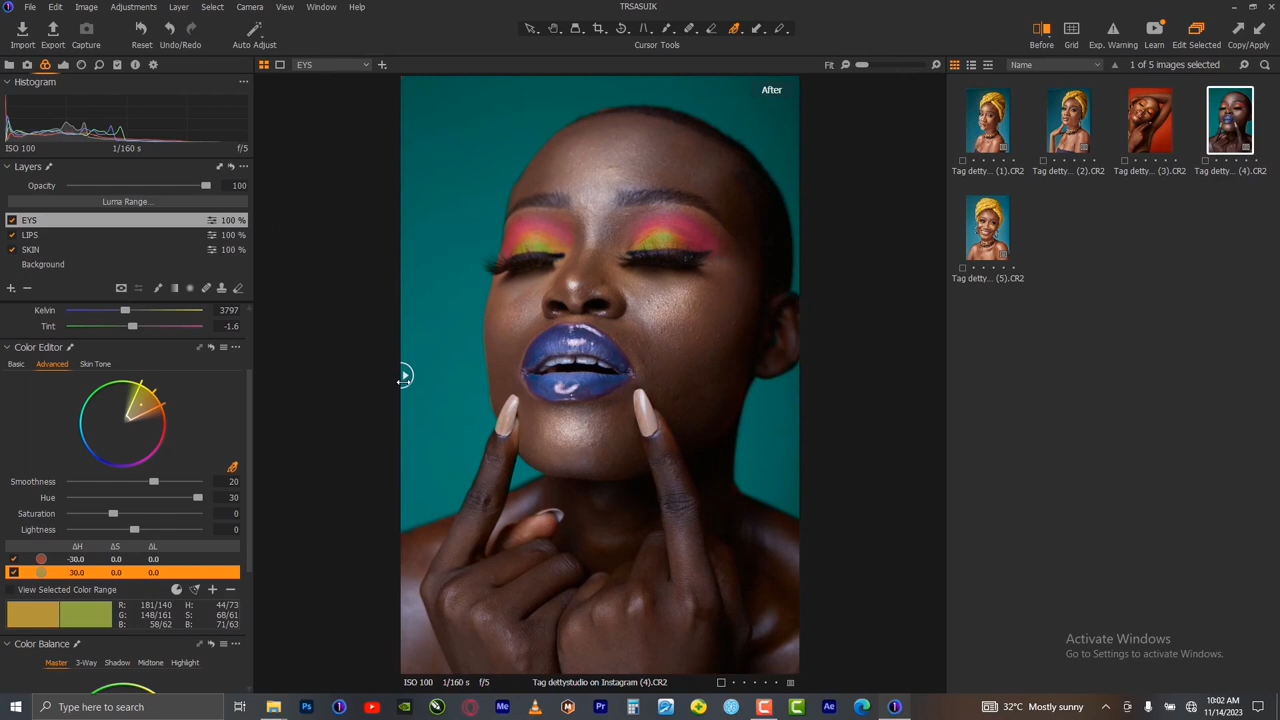 File Edit Image Adjustments Layer Select Camera View Window Help
TRSASUIK
Import Export Capture Reset Undo/Redo Auto Adjust Cursor Tools Before Grid Exp. Warning Learn Edit Selected Copy/Apply
EYS
Fit
Name
1 of 5 images selected
Histogram
ISO 100 1/160 s f/5
Layers
Opacity 100
Luma Range...
EYS 100 %
LIPS 100 %
SKIN 100 %
Background
Kelvin 3797
Tint -1.6
Color Editor
Basic Advanced Skin Tone
Smoothness 20
Hue 30
Saturation 0
Lightness 0
ΔH ΔS ΔL
-30.0 0.0 0.0
30.0 0.0 0.0
View Selected Color Range
R: 181/140 H: 44/73
G: 148/161 S: 68/61
B: 58/62 B: 71/63
Color Balance
Master 3-Way Shadow Midtone Highlight
After
ISO 100 1/160 s f/5 Tag dettystudio on Instagram (4).CR2
Tag detty... (1).CR2 Tag detty... (2).CR2 Tag detty... (3).CR2 Tag detty... (4).CR2
Tag detty... (5).CR2
Activate Windows
Go to Settings to activate Windows.
Type here to search
Ps
Me
Pr
Ae
32°C Mostly sunny
10:02 AM
11/14/2023